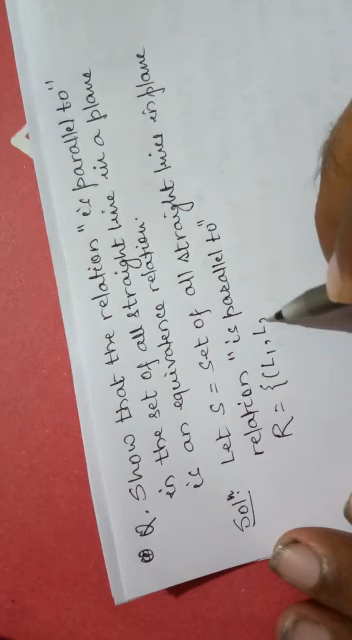 Q. Show that the relation "is parallel to"
in the set of all straight line in a plane
is an equivalence relation.
Solⁿ: Let S = set of all straight lines in plane
relation "is parallel to"
R = {(L₁, L